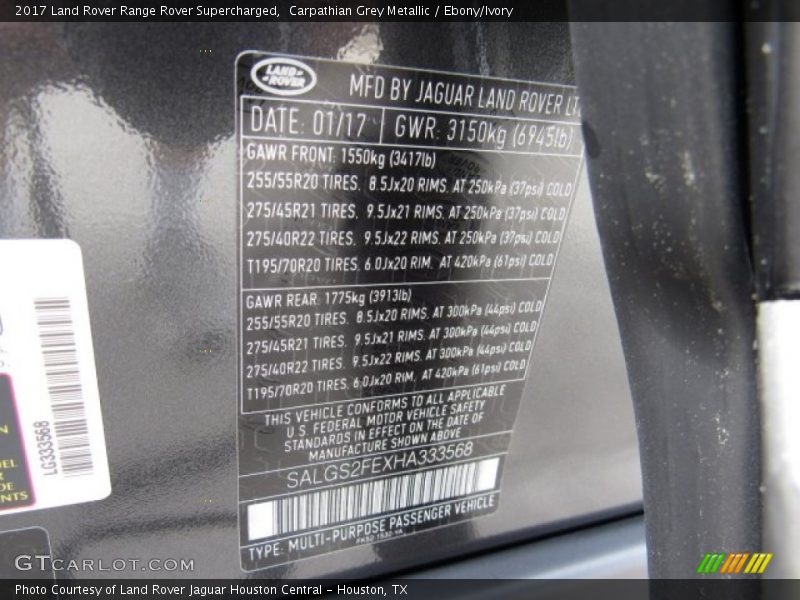 2017 Land Rover Range Rover Supercharged, Carpathian Grey Metallic / Ebony/Ivory
LAND ROVER
MFD BY JAGUAR LAND ROVER
DATE: 01/17 GWR: 3150kg (6945lb)
GAWR FRONT: 1550kg (3417lb)
255/55R20 TIRES. 8.5Jx20 RIMS. AT 250kPa (37psi) COLD
275/45R21 TIRES. 9.5Jx21 RIMS. AT 250kPa (37psi) COLD
275/40R22 TIRES. 9.5Jx22 RIMS. AT 250kPa (37psi) COLD
T195/70R20 TIRES. 6.0Jx20 RIM. AT 420kPa (61psi) COLD
GAWR REAR: 1775kg (3913lb)
255/55R20 TIRES. 8.5Jx20 RIMS. AT 300kPa (44psi) COLD
275/45R21 TIRES. 9.5Jx21 RIMS. AT 300kPa (44psi) COLD
275/40R22 TIRES. 9.5Jx22 RIMS. AT 300kPa (44psi) COLD
T195/70R20 TIRES. 6.0Jx20 RIM. AT 420kPa (61psi) COLD
THIS VEHICLE CONFORMS TO ALL APPLICABLE
U.S. FEDERAL MOTOR VEHICLE SAFETY
STANDARDS IN EFFECT ON THE DATE OF
MANUFACTURE SHOWN ABOVE
SALGS2FEXHA333568
TYPE: MULTI-PURPOSE PASSENGER VEHICLE
LG333568
GTCARLOT.COM
Photo Courtesy of Land Rover Jaguar Houston Central - Houston, TX